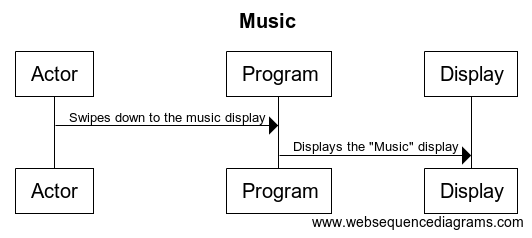 Music
Actor Program Display
Swipes down to the music display
Displays the "Music" display
Actor Program Display
www.websequencediagrams.com